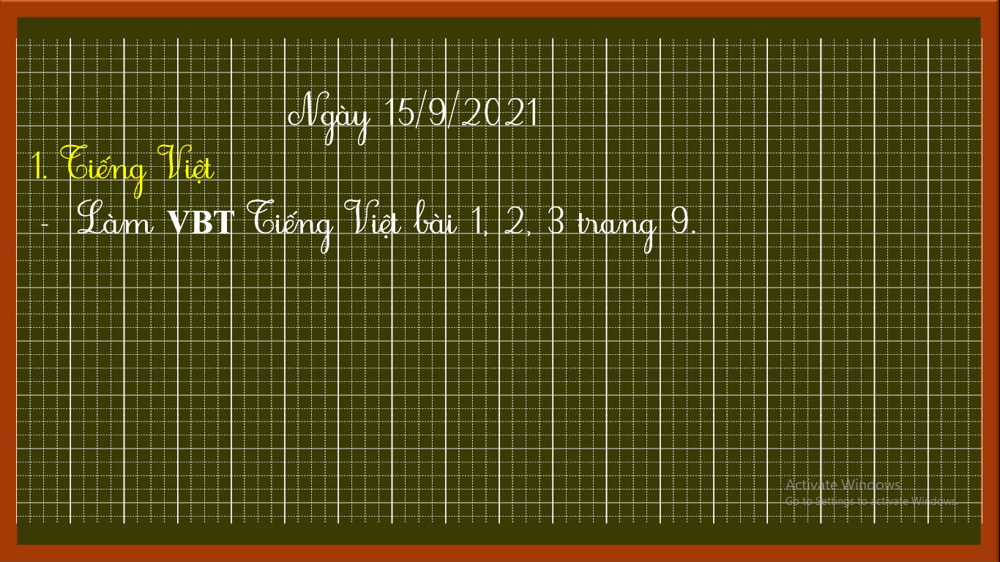 Ngày 15/9/2021
1. Tiếng Việt
- Làm VBT Tiếng Việt bài 1, 2, 3 trang 9.
Activate Windows
Go to Settings to activate Windows.